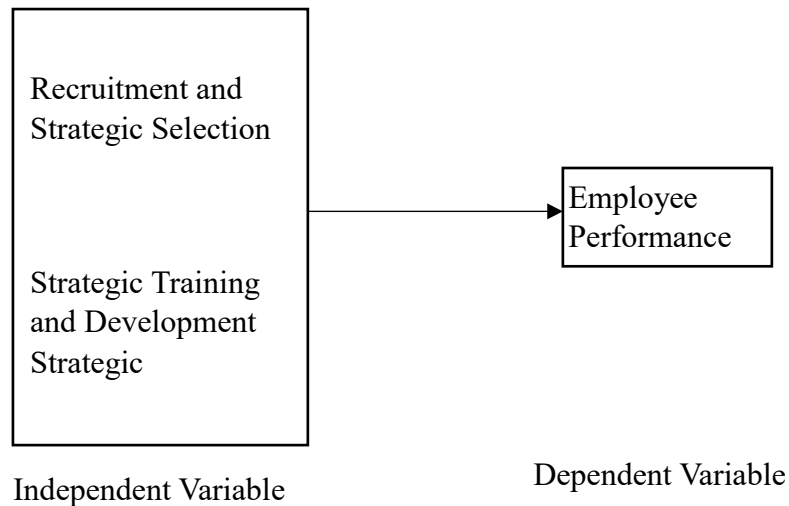 Recruitment and
Strategic Selection
Strategic Training
and Development
Strategic
Employee
Performance
Independent Variable
Dependent Variable